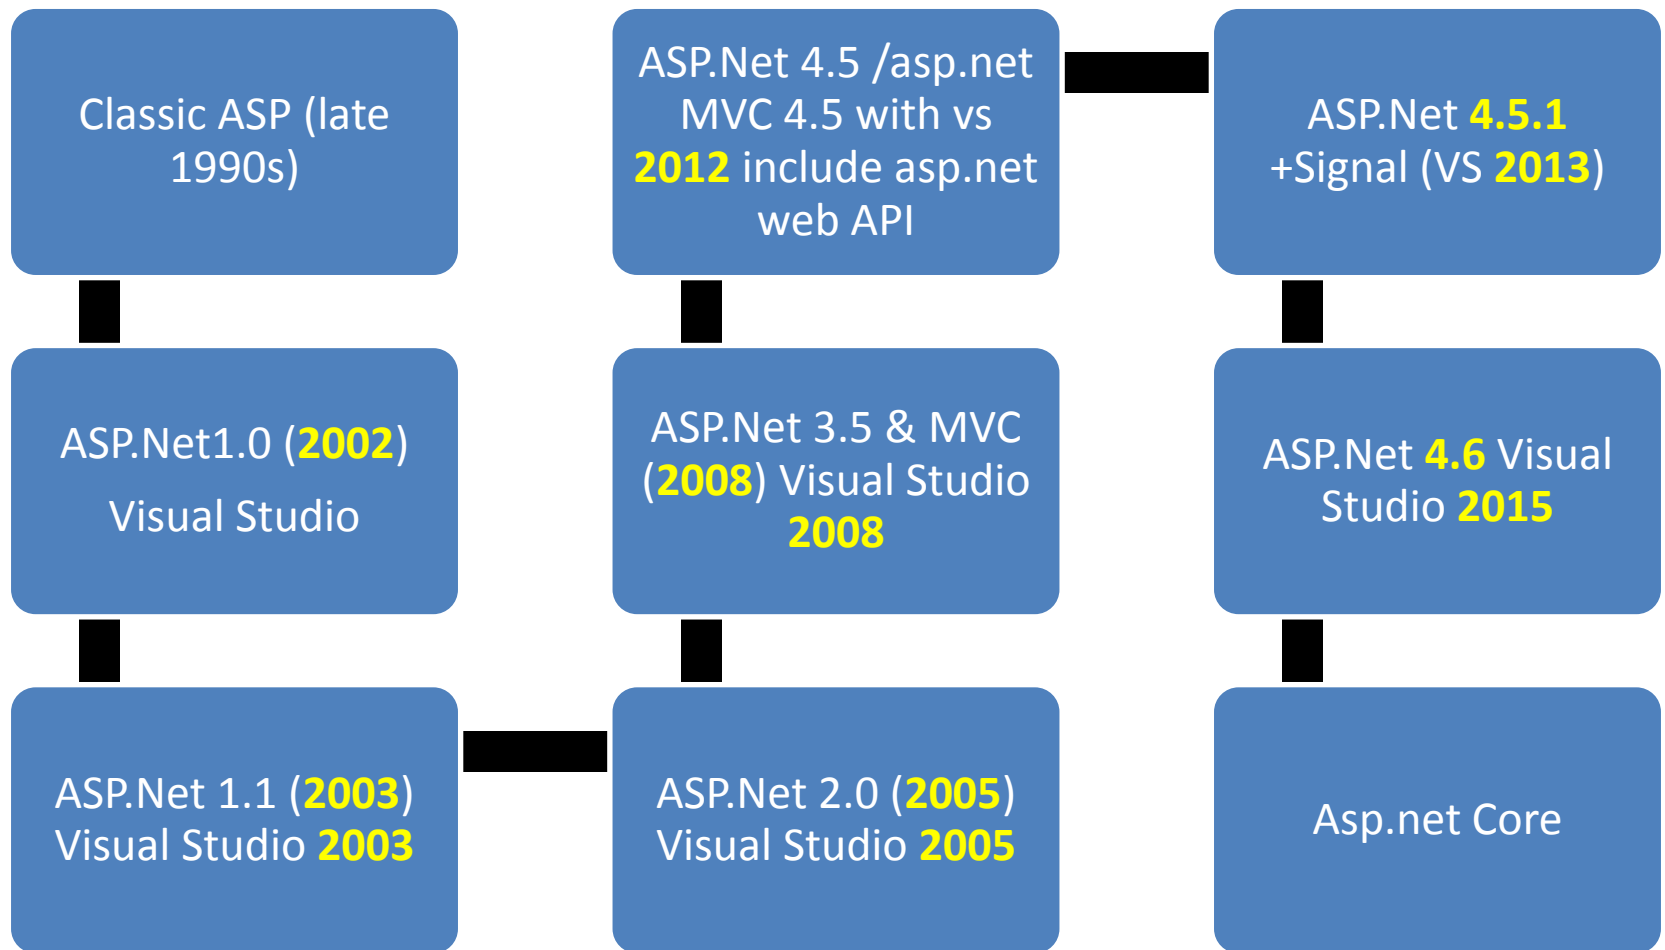 Classic ASP (late
1990s)
ASP.Net1.0 (2002)
Visual Studio
ASP.Net 1.1 (2003)
Visual Studio 2003
ASP.Net 2.0 (2005)
Visual Studio 2005
ASP.Net 3.5 & MVC
(2008) Visual Studio
2008
ASP.Net 4.5 /asp.net
MVC 4.5 with vs
2012 include asp.net
web API
ASP.Net 4.5.1
+Signal (VS 2013)
ASP.Net 4.6 Visual
Studio 2015
Asp.net Core